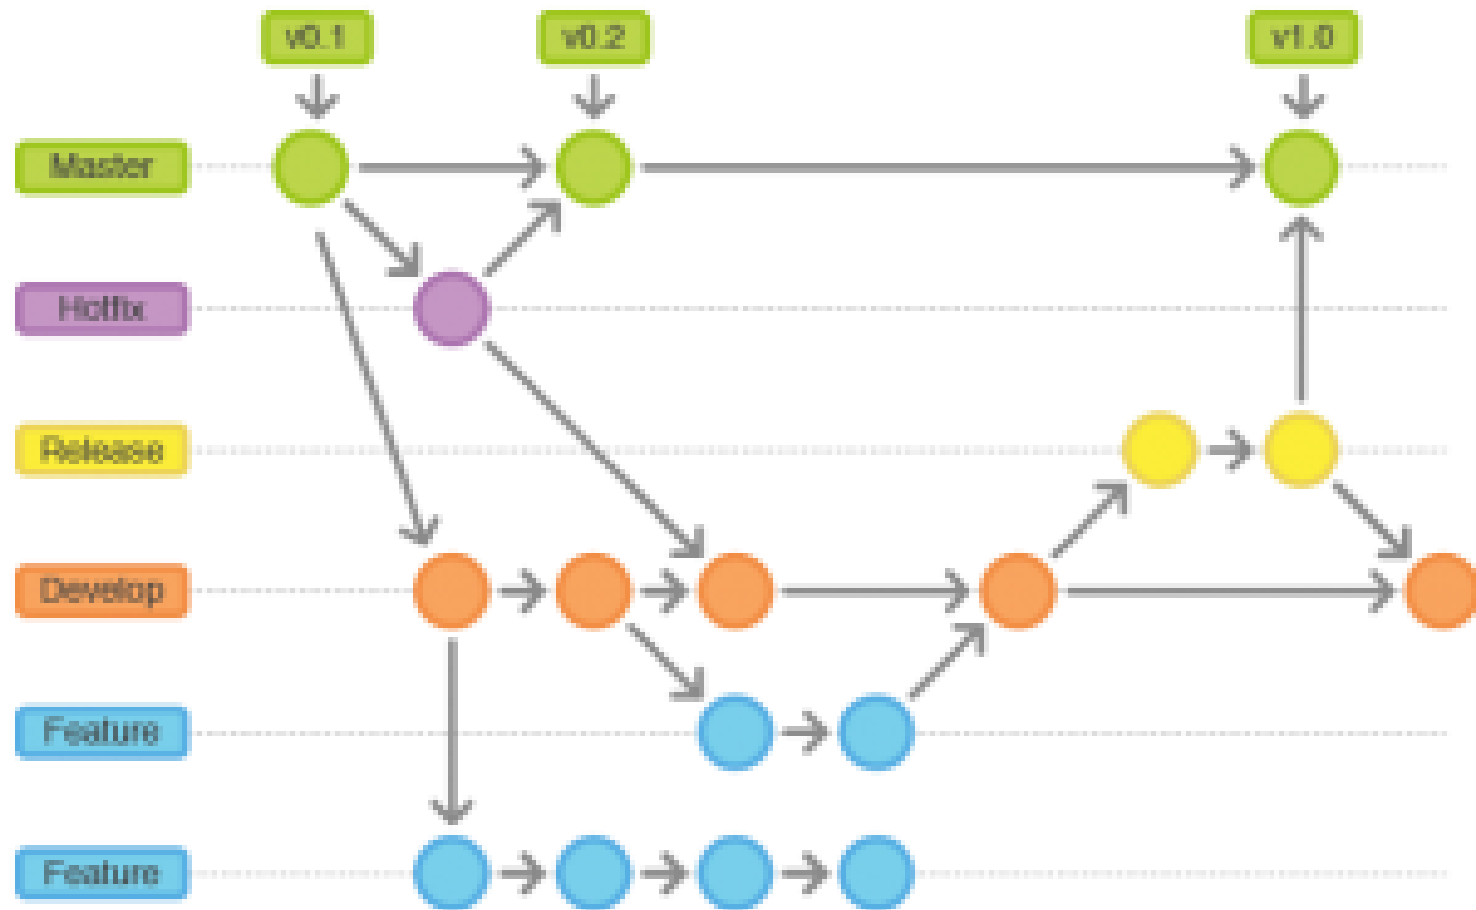 v0.1
v0.2
v1.0
Master
Hotfix
Release
Develop
Feature
Feature